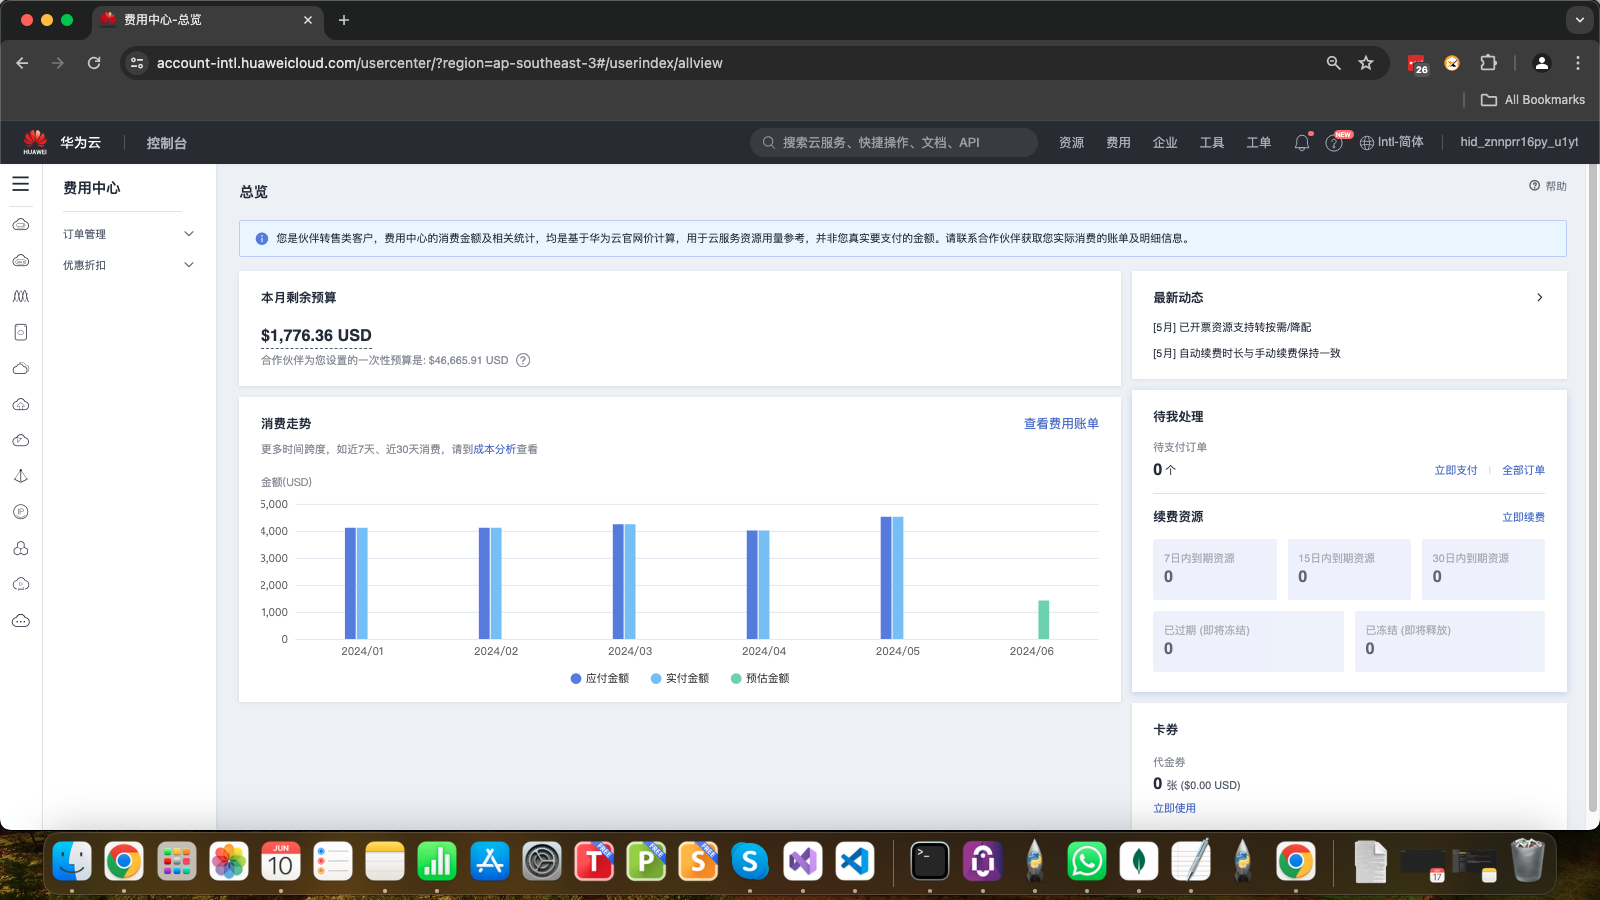 费用中心-总览
account-intl.huaweicloud.com/usercenter/?region=ap-southeast-3#/userindex/allview
26
All Bookmarks
HUAWEI
华为云
控制台
搜索云服务、快捷操作、文档、API
资源
费用
企业
工具
工单
NEW
Intl-简体
hid_znnprr16py_u1yt
费用中心
订单管理
优惠折扣
总览
帮助
您是伙伴转售类客户，费用中心的消费金额及相关统计，均是基于华为云官网价计算，用于云服务资源用量参考，并非您真实要支付的金额。请联系合作伙伴获取您实际消费的账单及明细信息。
本月剩余预算
$1,776.36 USD
合作伙伴为您设置的一次性预算是: $46,665.91 USD
最新动态
[5月] 已开票资源支持转按需/降配
[5月] 自动续费时长与手动续费保持一致
消费走势
查看费用账单
更多时间跨度，如近7天、近30天消费，请到成本分析查看
金额(USD)
5,000
4,000
3,000
2,000
1,000
0
2024/01
2024/02
2024/03
2024/04
2024/05
2024/06
应付金额
实付金额
预估金额
待我处理
待支付订单
0 个
立即支付
全部订单
续费资源
立即续费
7日内到期资源
0
15日内到期资源
0
30日内到期资源
0
已过期 (即将冻结)
0
已冻结 (即将释放)
0
卡券
代金券
0 张 ($0.00 USD)
立即使用
IP
JUN
10
T
FREE
P
FREE
S
FREE
S
>_
17